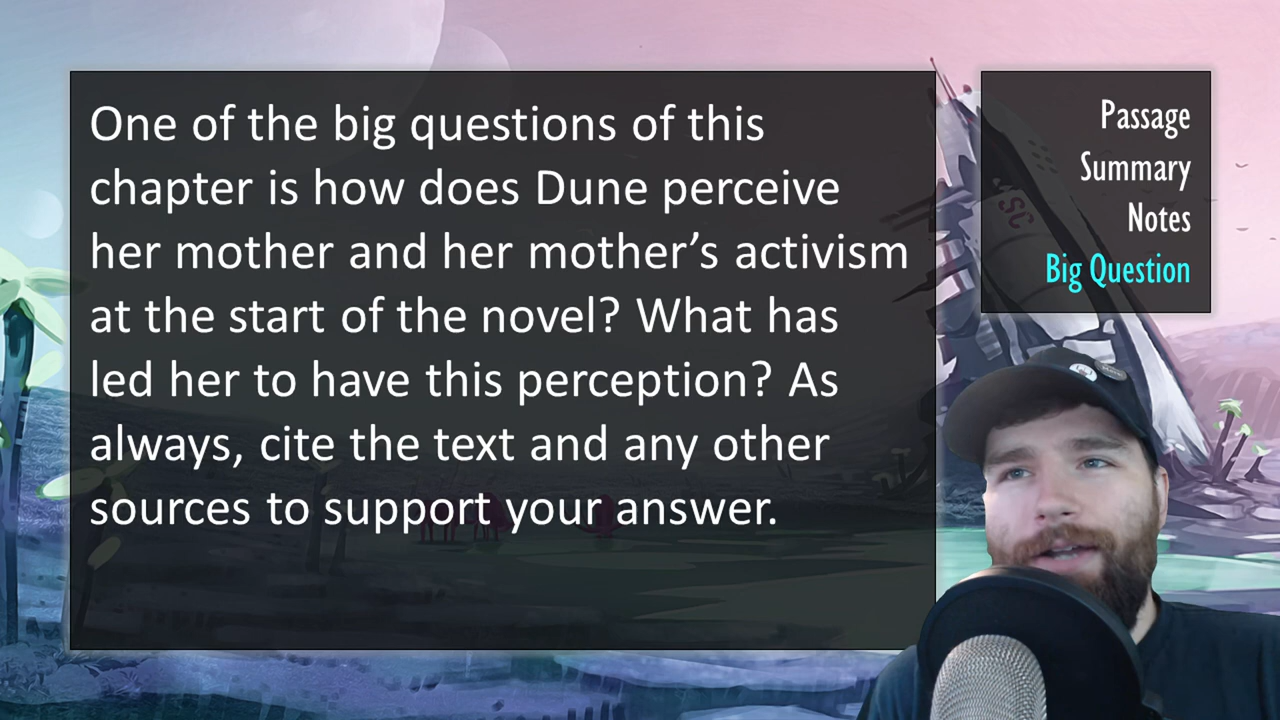 One of the big questions of this
chapter is how does Dune perceive
her mother and her mother’s activism
at the start of the novel? What has
led her to have this perception? As
always, cite the text and any other
sources to support your answer.
Passage
Summary
Notes
Big Question